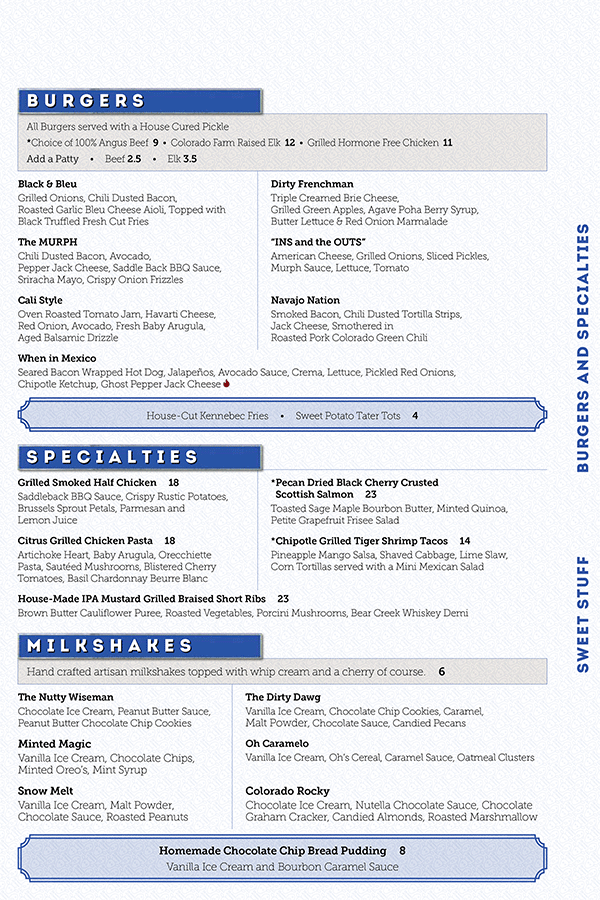 BURGERS
All Burgers served with a House Cured Pickle
*Choice of 100% Angus Beef 9 • Colorado Farm Raised Elk 12 • Grilled Hormone Free Chicken 11
Add a Patty • Beef 2.5 • Elk 3.5
Black & Bleu
Grilled Onions, Chili Dusted Bacon,
Roasted Garlic Bleu Cheese Aioli, Topped with
Black Truffled Fresh Cut Fries
The MURPH
Chili Dusted Bacon, Avocado,
Pepper Jack Cheese, Saddle Back BBQ Sauce,
Sriracha Mayo, Crispy Onion Frizzles
Cali Style
Oven Roasted Tomato Jam, Havarti Cheese,
Red Onion, Avocado, Fresh Baby Arugula,
Aged Balsamic Drizzle
Dirty Frenchman
Triple Creamed Brie Cheese,
Grilled Green Apples, Agave Poha Berry Syrup,
Butter Lettuce & Red Onion Marmalade
"INS and the OUTS"
American Cheese, Grilled Onions, Sliced Pickles,
Murph Sauce, Lettuce, Tomato
Navajo Nation
Smoked Bacon, Chili Dusted Tortilla Strips,
Jack Cheese, Smothered in
Roasted Pork Colorado Green Chili
When in Mexico
Seared Bacon Wrapped Hot Dog, Jalapeños, Avocado Sauce, Crema, Lettuce, Pickled Red Onions,
Chipotle Ketchup, Ghost Pepper Jack Cheese
House-Cut Kennebec Fries • Sweet Potato Tater Tots 4
SPECIALTIES
Grilled Smoked Half Chicken 18
Saddleback BBQ Sauce, Crispy Rustic Potatoes,
Brussels Sprout Petals, Parmesan and
Lemon Juice
Citrus Grilled Chicken Pasta 18
Artichoke Heart, Baby Arugula, Orecchiette
Pasta, Sautéed Mushrooms, Blistered Cherry
Tomatoes, Basil Chardonnay Beurre Blanc
*Pecan Dried Black Cherry Crusted
Scottish Salmon 23
Toasted Sage Maple Bourbon Butter, Minted Quinoa,
Petite Grapefruit Frisee Salad
*Chipotle Grilled Tiger Shrimp Tacos 14
Pineapple Mango Salsa, Shaved Cabbage, Lime Slaw,
Corn Tortillas served with a Mini Mexican Salad
House-Made IPA Mustard Grilled Braised Short Ribs 23
Brown Butter Cauliflower Puree, Roasted Vegetables, Porcini Mushrooms, Bear Creek Whiskey Demi
MILKSHAKES
Hand crafted artisan milkshakes topped with whip cream and a cherry of course. 6
The Nutty Wiseman
Chocolate Ice Cream, Peanut Butter Sauce,
Peanut Butter Chocolate Chip Cookies
Minted Magic
Vanilla Ice Cream, Chocolate Chips,
Minted Oreo's, Mint Syrup
Snow Melt
Vanilla Ice Cream, Malt Powder,
Chocolate Sauce, Roasted Peanuts
The Dirty Dawg
Vanilla Ice Cream, Chocolate Chip Cookies, Caramel,
Malt Powder, Chocolate Sauce, Candied Pecans
Oh Caramelo
Vanilla Ice Cream, Oh's Cereal, Caramel Sauce, Oatmeal Clusters
Colorado Rocky
Chocolate Ice Cream, Nutella Chocolate Sauce, Chocolate
Graham Cracker, Candied Almonds, Roasted Marshmallow
Homemade Chocolate Chip Bread Pudding 8
Vanilla Ice Cream and Bourbon Caramel Sauce
BURGERS AND SPECIALTIES
SWEET STUFF